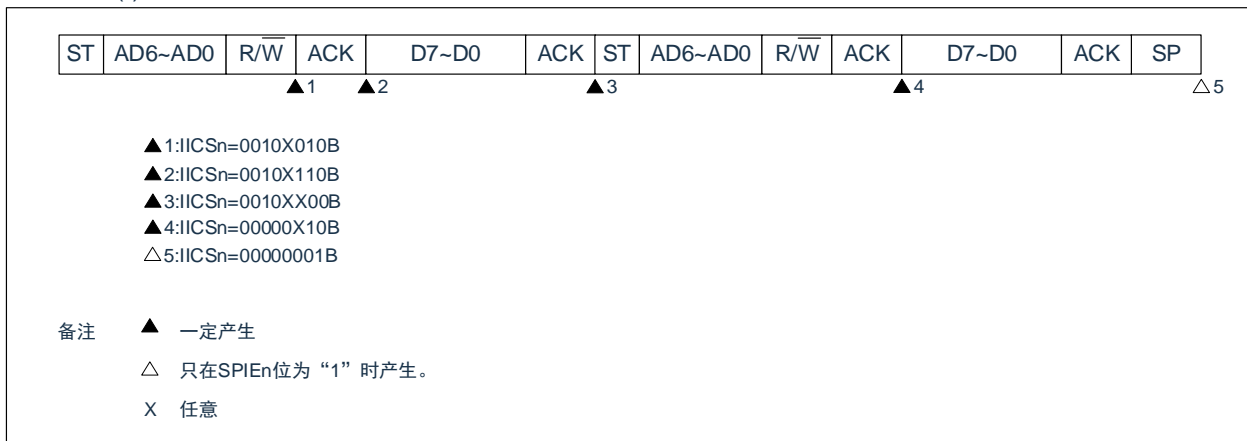 ST AD6~AD0 R/W ACK D7~D0 ACK ST AD6~AD0 R/W ACK D7~D0 ACK SP
▲1 ▲2 ▲3 ▲4 △5
▲1:IICSn=0010X010B
▲2:IICSn=0010X110B
▲3:IICSn=0010XX00B
▲4:IICSn=00000X10B
△5:IICSn=00000001B
备注 ▲ 一定产生
△ 只在SPIEn位为“1”时产生。
X 任意